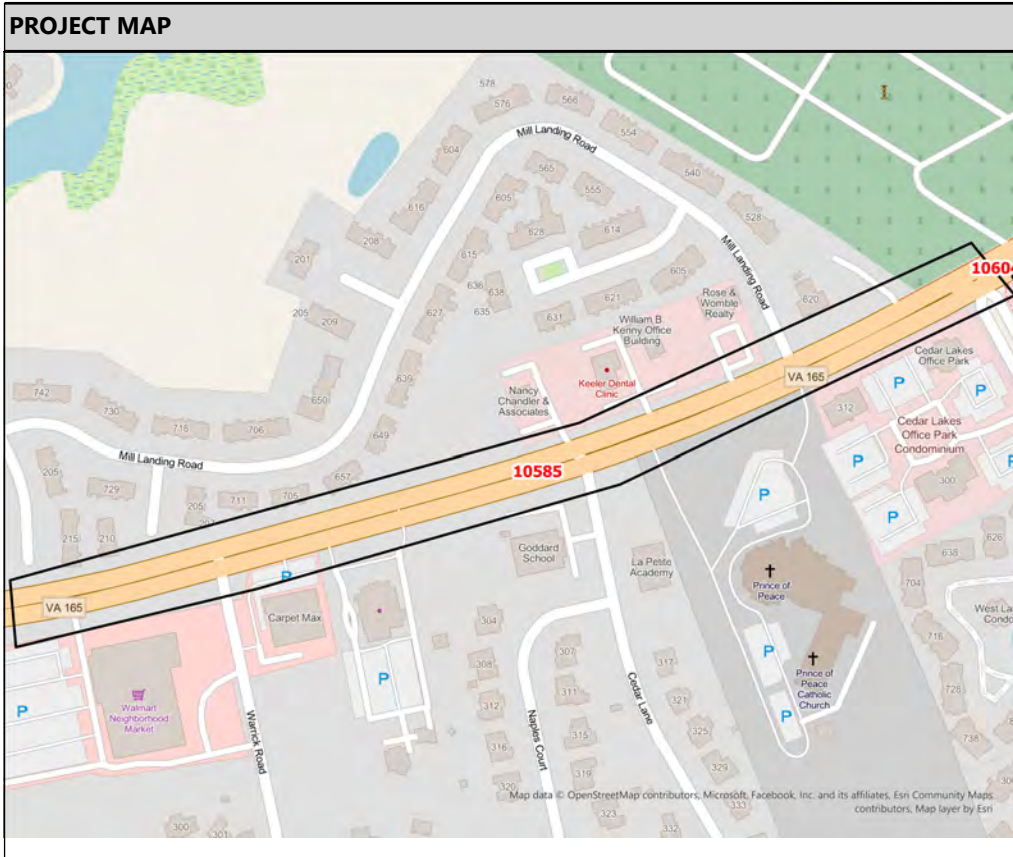 PROJECT MAP
578
576
566
Mill Landing Road
554
604
565
540
555
605
616
528
628
614
208
Mill Landing Road
201
615
605
10604
636
638
621
620
205
209
627
635
631
Rose &
Womble
Realty
William B.
Kenny Office
Building
Cedar Lakes
Office Park
639
Keeler Dental
Clinic
VA 165
P
P
742
730
650
Nancy
Chandler &
Associates
312
Cedar Lakes
Office Park
Condominium
718
706
649
P
P
Mill Landing Road
10585
300
205
657
729
711
705
205
P
P
215
210
Goddard
School
626
638
La Petite
Academy
P
VA 165
Prince of
Peace
704
Carpet Max
304
West La
Condo
716
307
317
P
308
P
Prince of
Peace
Catholic
Church
P
Walmart
Neighborhood
Market
311
312
321
726
P
Warrick Road
Naples Court
Cedar Lane
315
325
738
316
319
329
320
Map data © OpenStreetMap contributors, Microsoft, Facebook, Inc. and its affiliates, Esri Community Maps
contributors, Map layer by Esri
323
332
333
300
301